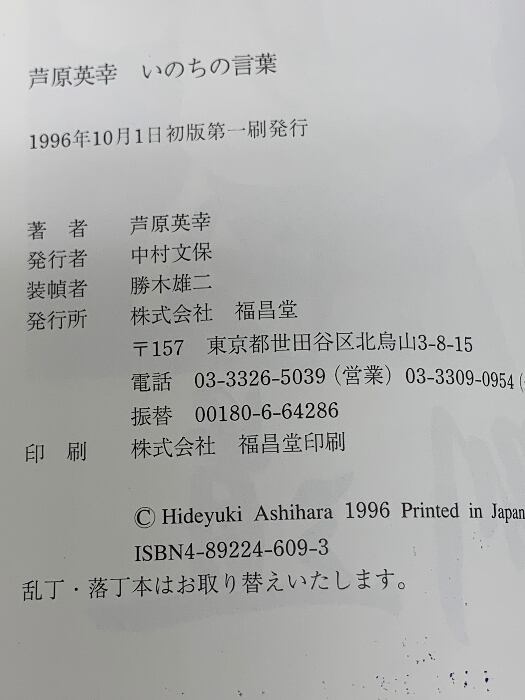 芦原英幸　いのちの言葉
1996年10月1日初版第一刷発行
著　者　芦原英幸
発行者　中村文保
装幀者　勝木雄二
発行所　株式会社　福昌堂
〒157　東京都世田谷区北烏山3-8-15
電話　03-3326-5039（営業）03-3309-0954（
振替　00180-6-64286
印　刷　株式会社　福昌堂印刷
© Hideyuki Ashihara 1996 Printed in Japan
ISBN4-89224-609-3
乱丁・落丁本はお取り替えいたします。